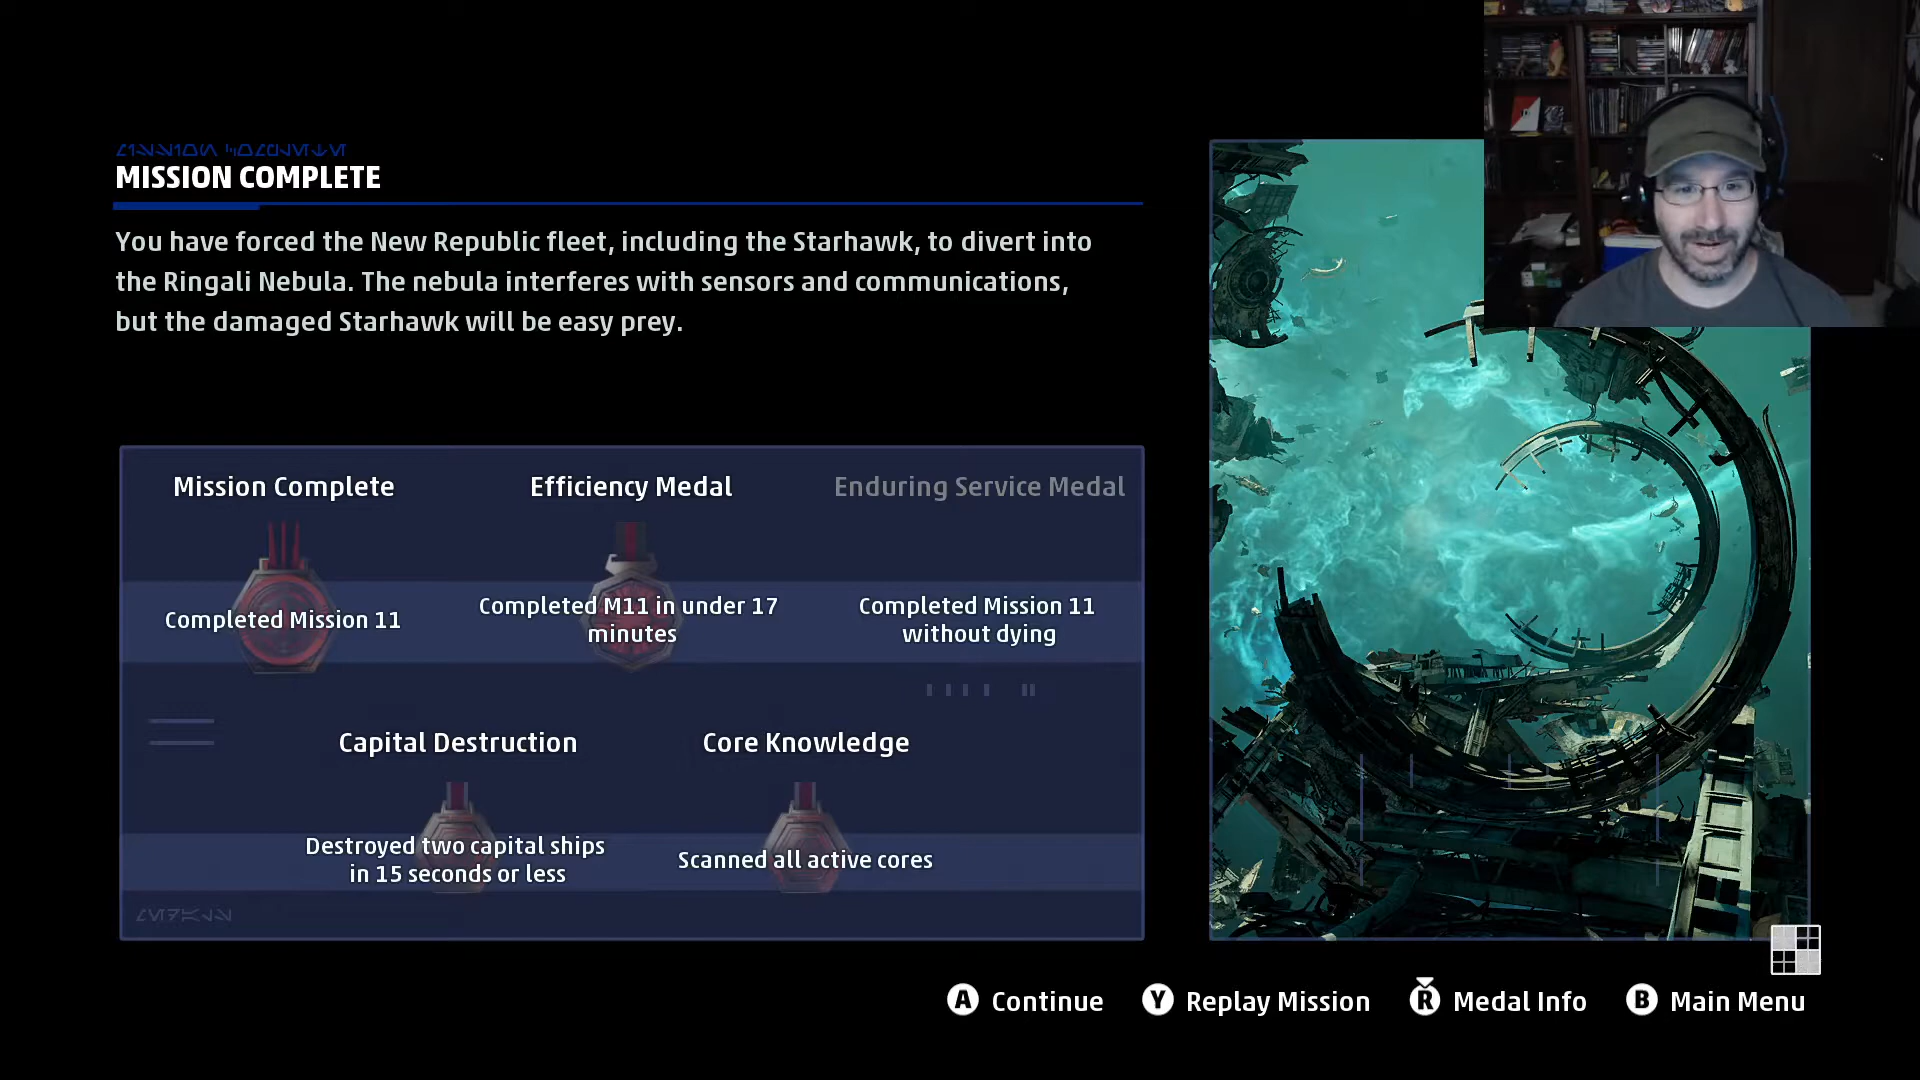 MISSION COMPLETE
You have forced the New Republic fleet, including the Starhawk, to divert into
the Ringali Nebula. The nebula interferes with sensors and communications,
but the damaged Starhawk will be easy prey.
Mission Complete
Efficiency Medal
Enduring Service Medal
Completed Mission 11
Completed M11 in under 17
minutes
Completed Mission 11
without dying
Capital Destruction
Core Knowledge
Destroyed two capital ships
in 15 seconds or less
Scanned all active cores
A Continue
Y Replay Mission
R Medal Info
B Main Menu